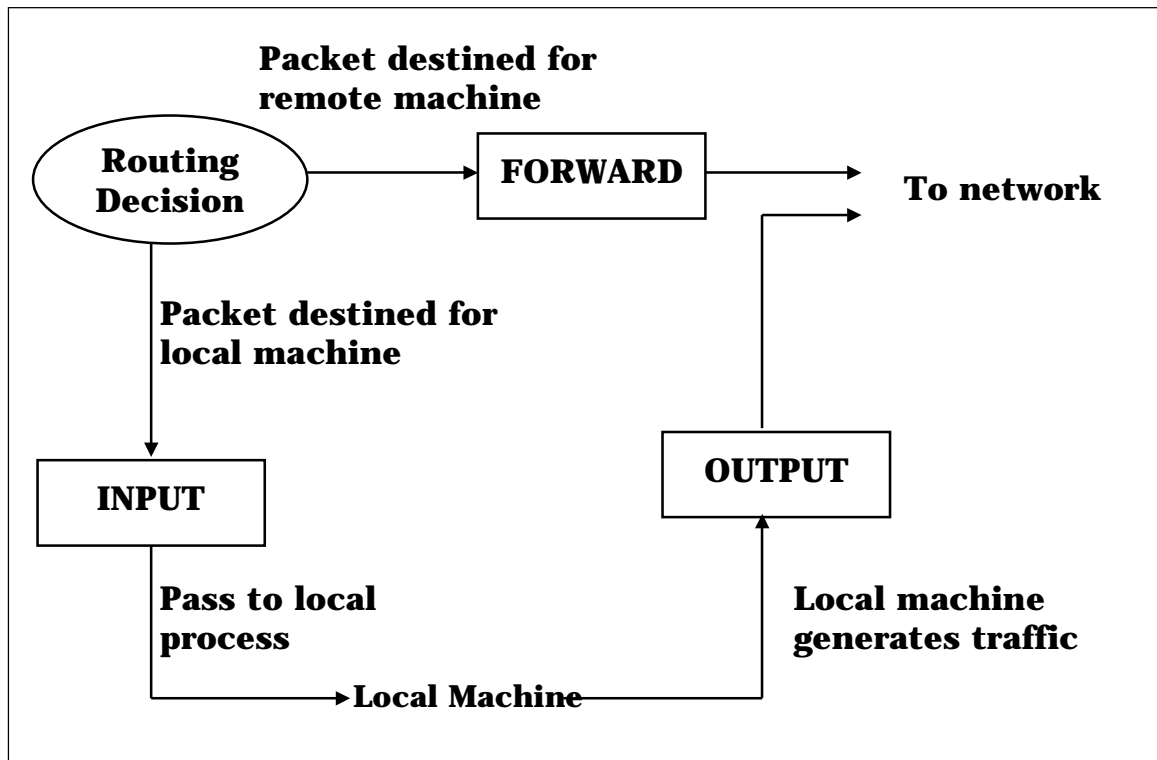 Packet destined for
remote machine
Routing
Decision
FORWARD
To network
Packet destined for
local machine
INPUT
OUTPUT
Pass to local
process
Local machine
generates traffic
Local Machine